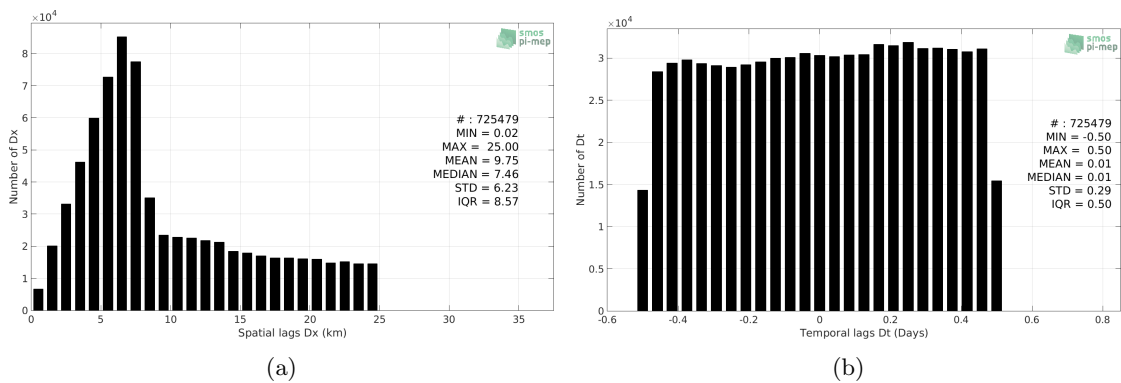 ×10⁴
8
7
6
5
4
3
2
1
0
Number of Dx
smos
pi-mep
# : 725479
MIN = 0.02
MAX = 25.00
MEAN = 9.75
MEDIAN = 7.46
STD = 6.23
IQR = 8.57
0 5 10 15 20 25 30 35
Spatial lags Dx (km)
(a)
×10⁴
3
2.5
2
1.5
1
0.5
0
Number of Dt
smos
pi-mep
# : 725479
MIN = -0.50
MAX = 0.50
MEAN = 0.01
MEDIAN = 0.01
STD = 0.29
IQR = 0.50
-0.6 -0.4 -0.2 0 0.2 0.4 0.6 0.8
Temporal lags Dt (Days)
(b)